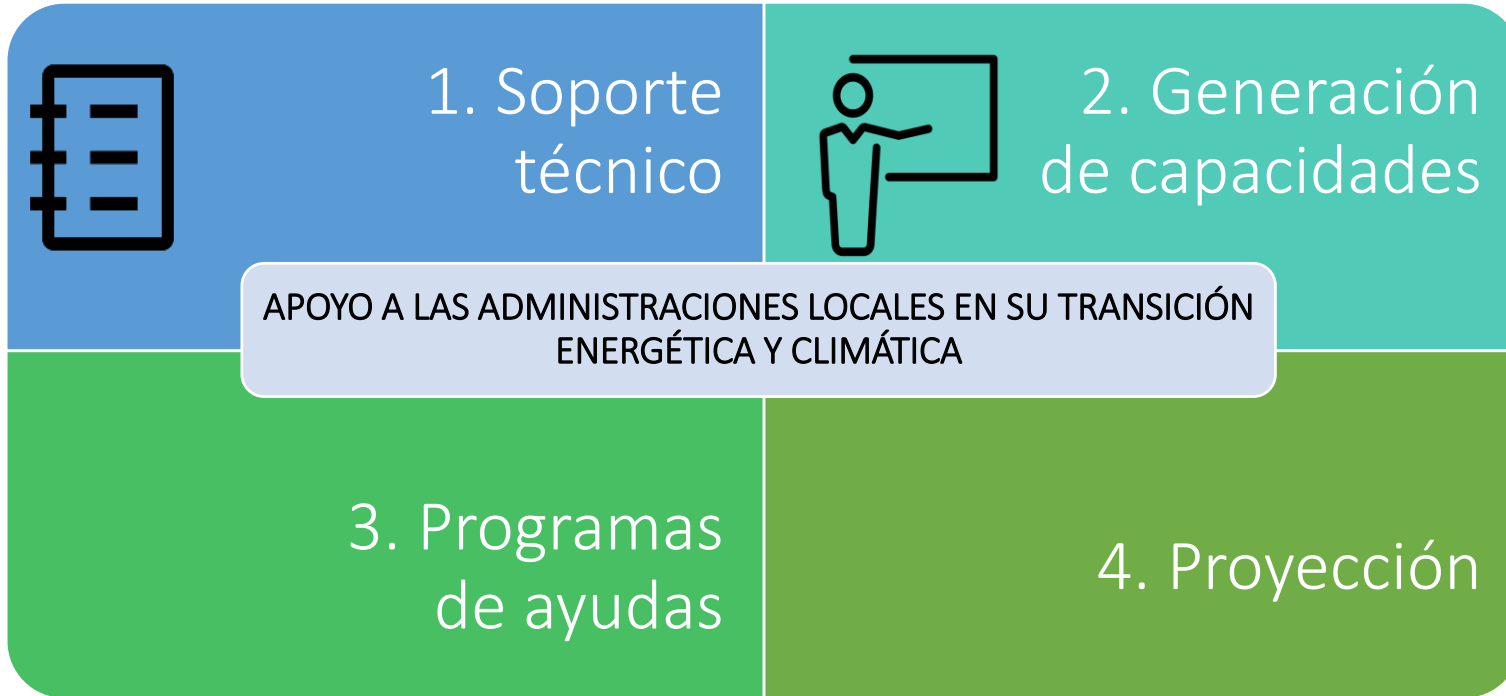 1. Soporte
técnico
2. Generación
de capacidades
APOYO A LAS ADMINISTRACIONES LOCALES EN SU TRANSICIÓN
ENERGÉTICA Y CLIMÁTICA
3. Programas
de ayudas
4. Proyección